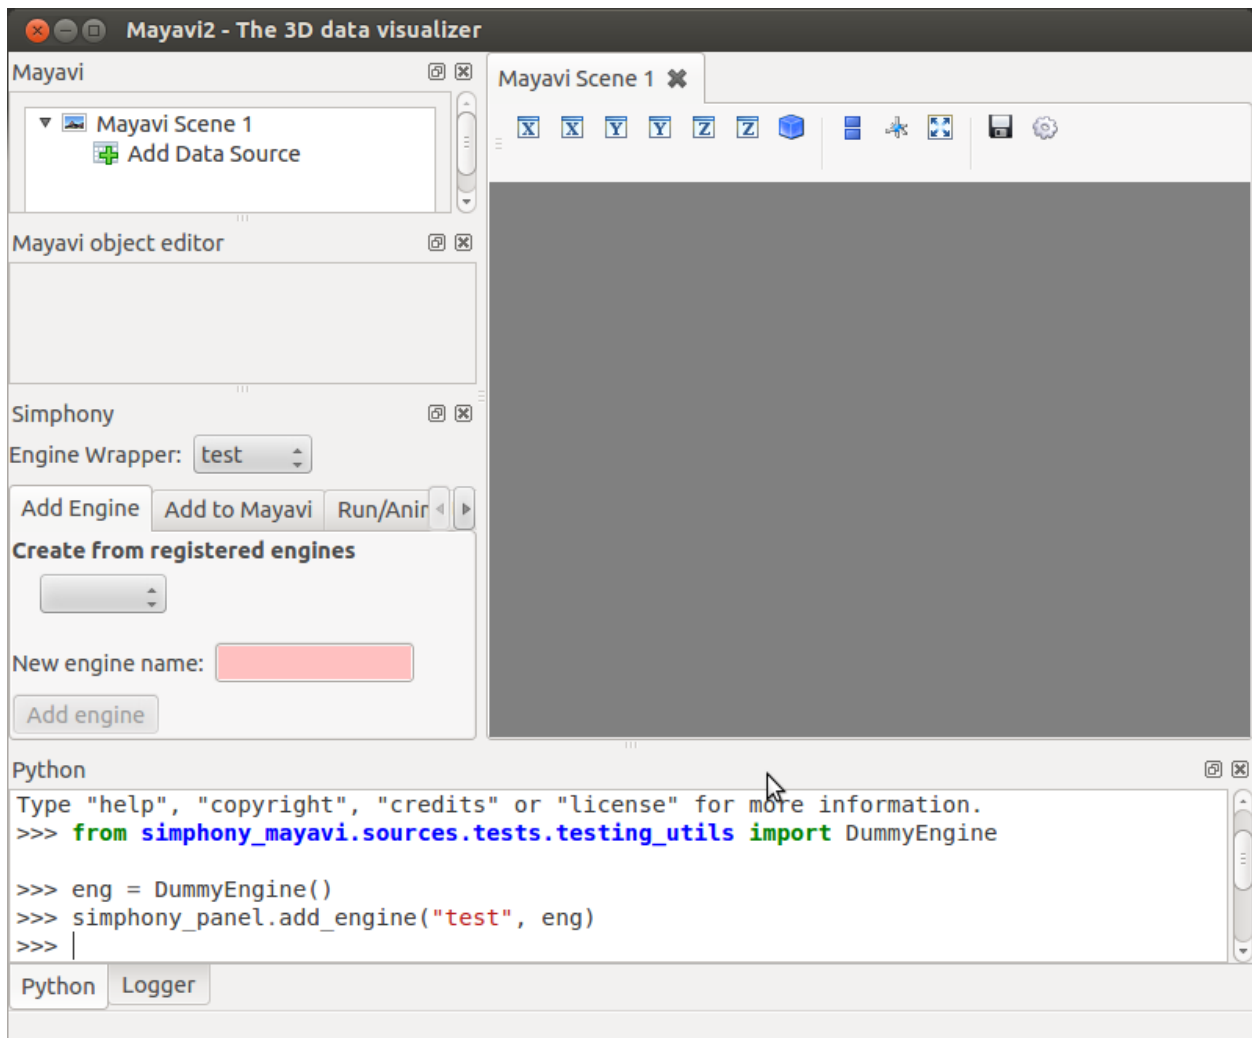 Mayavi2 - The 3D data visualizer
Mayavi
Mayavi Scene 1
Add Data Source
Mayavi object editor
Simphony
Engine Wrapper: test
Add Engine Add to Mayavi Run/Anir
Create from registered engines
New engine name:
Add engine
Mayavi Scene 1
X X Y Y Z Z
Python
Type "help", "copyright", "credits" or "license" for more information.
>>> from simphony_mayavi.sources.tests.testing_utils import DummyEngine
>>> eng = DummyEngine()
>>> simphony_panel.add_engine("test", eng)
>>>
Python Logger